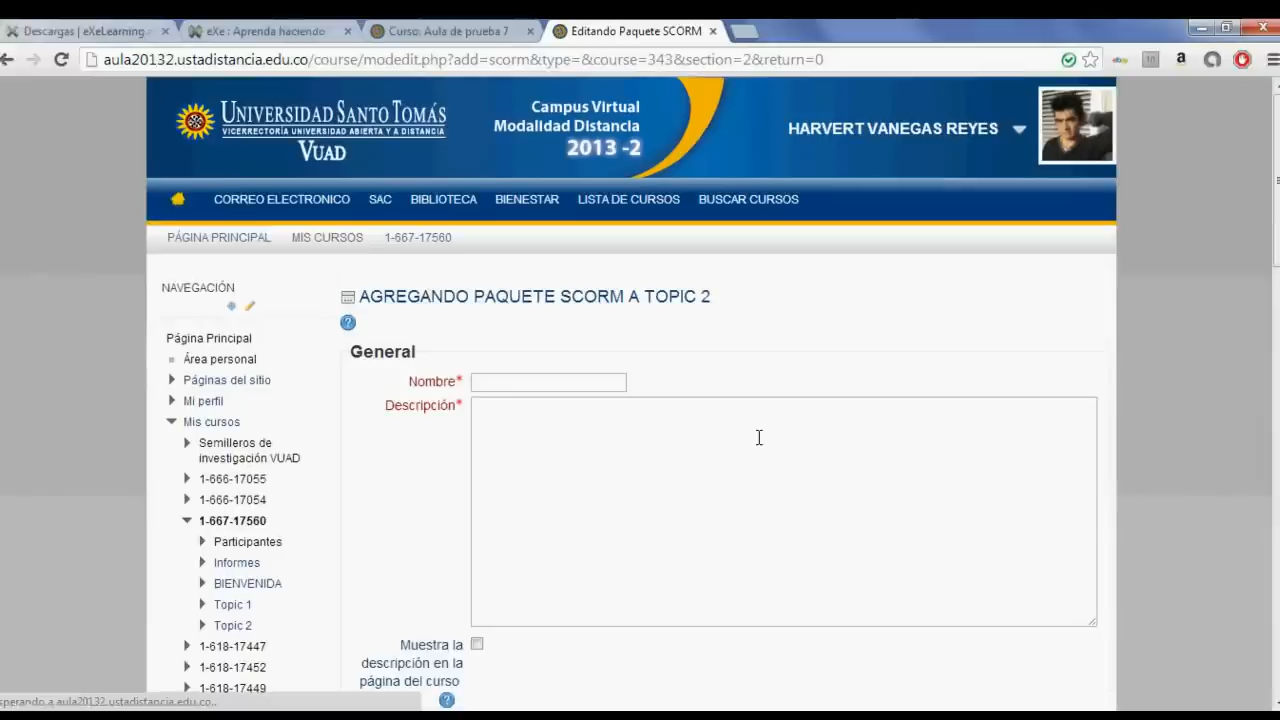 Descargas | eXeLearning
eXe : Aprenda haciendo
Curso: Aula de prueba 7
Editando Paquete SCORM
aula20132.ustadistancia.edu.co/course/modedit.php?add=scorm&type=&course=343&section=2&return=0
UNIVERSIDAD SANTO TOMÁS
VICERRECTORÍA UNIVERSIDAD ABIERTA Y A DISTANCIA
VUAD
Campus Virtual
Modalidad Distancia
2013 -2
HARVERT VANEGAS REYES
CORREO ELECTRONICO SAC BIBLIOTECA BIENESTAR LISTA DE CURSOS BUSCAR CURSOS
PÁGINA PRINCIPAL MIS CURSOS 1-667-17560
NAVEGACIÓN
Página Principal
Área personal
Páginas del sitio
Mi perfil
Mis cursos
Semilleros de
investigación VUAD
1-666-17055
1-666-17054
1-667-17560
Participantes
Informes
BIENVENIDA
Topic 1
Topic 2
1-618-17447
1-618-17452
1-618-17449
AGREGANDO PAQUETE SCORM A TOPIC 2
General
Nombre*
Descripción*
Muestra la
descripción en la
página del curso
sperando a aula20132.ustadistancia.edu.co...